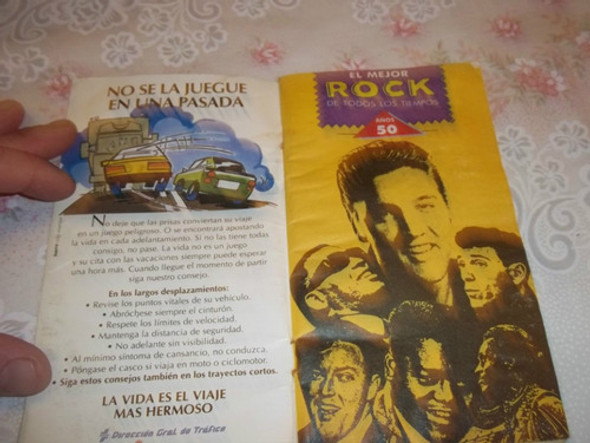 NO SE LA JUEGUE
EN UNA PASADA
No deje que las prisas conviertan su viaje
en un juego peligroso. O se encontrará apostando
la vida en cada adelantamiento. Si no las tiene todas
consigo, no pase. La vida no es un juego
y su cita con las vacaciones siempre puede esperar
una hora más. Cuando llegue el momento de partir
siga nuestro consejo.
En los largos desplazamientos:
• Revise los puntos vitales de su vehículo.
• Abróchese siempre el cinturón.
• Respete los límites de velocidad.
• Mantenga la distancia de seguridad.
• No adelante sin visibilidad.
• Al mínimo síntoma de cansancio, no conduzca.
• Póngase el casco si viaja en moto o ciclomotor.
• Siga estos consejos también en los trayectos cortos.
LA VIDA ES EL VIAJE
MAS HERMOSO
Dirección Gral. de Tráfico
EL MEJOR
ROCK
DE TODOS LOS TIEMPOS
AÑOS
50